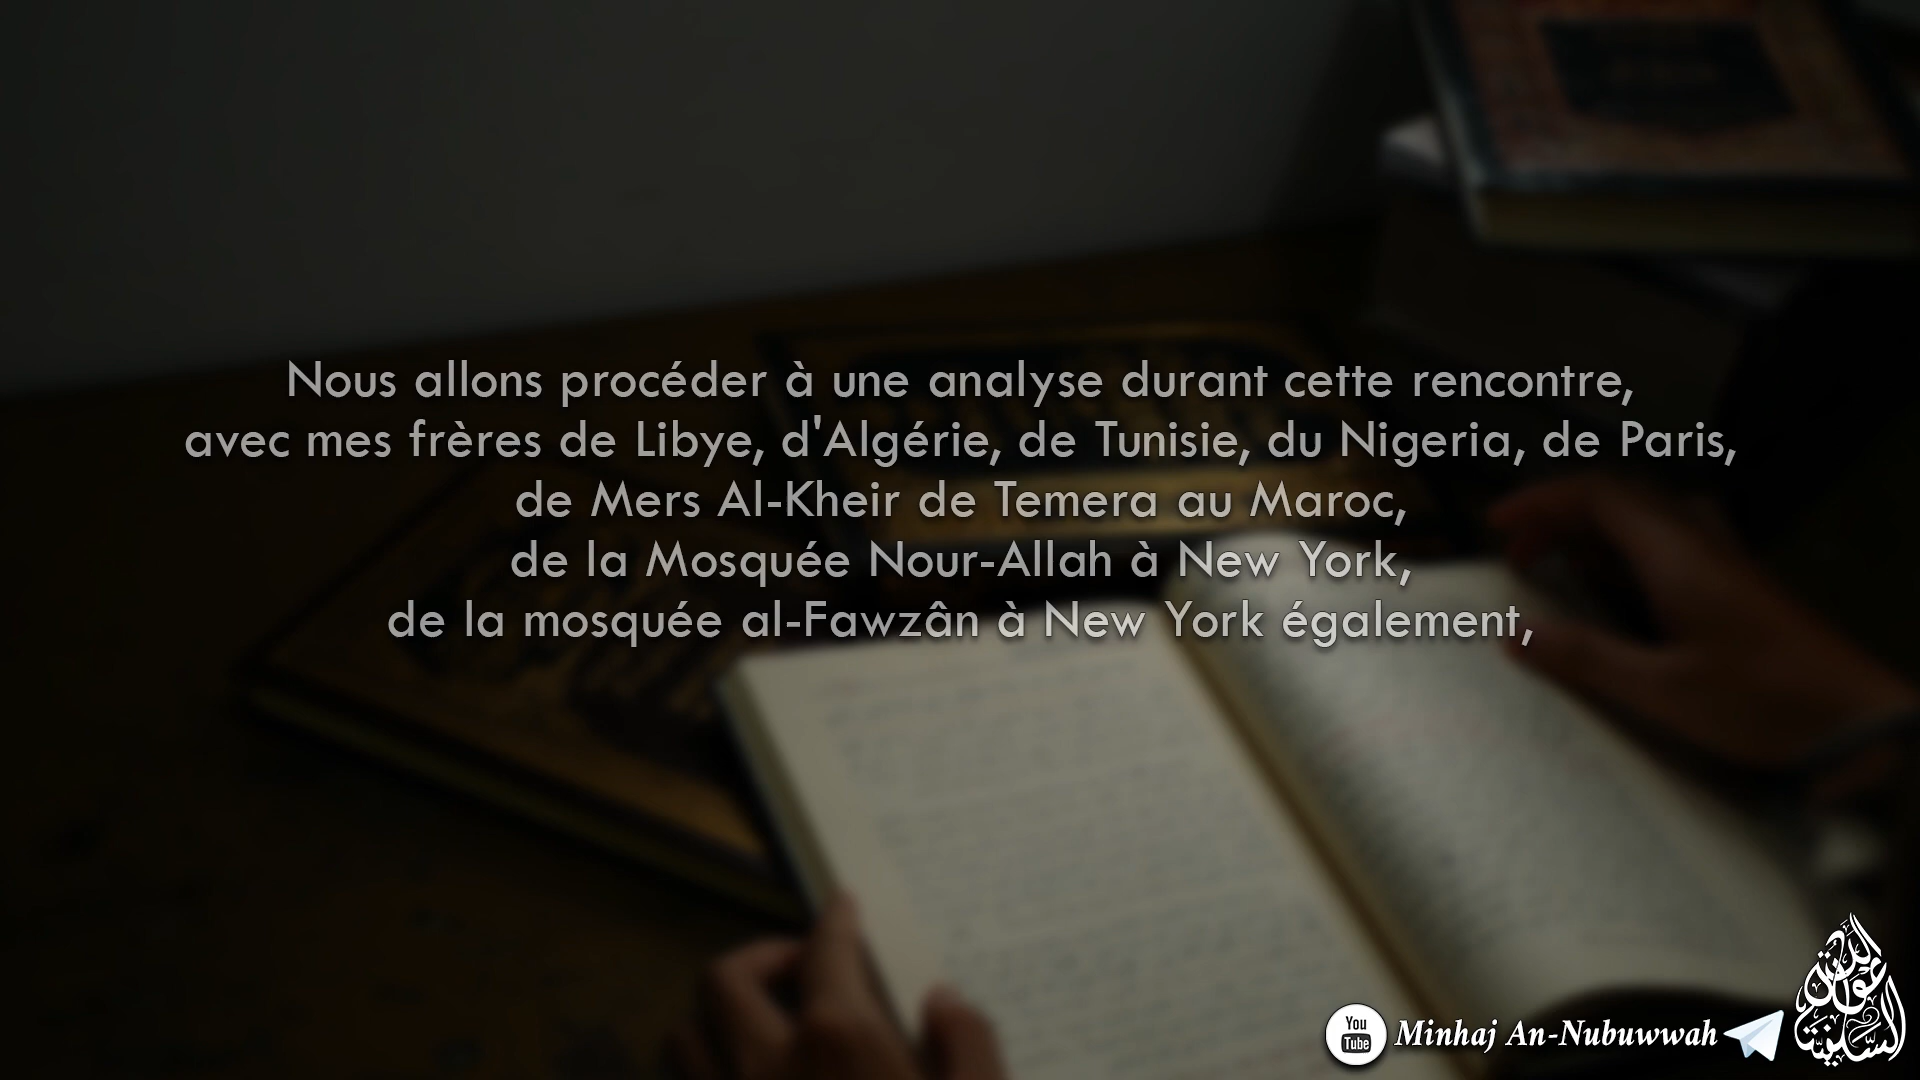 Nous allons procéder à une analyse durant cette rencontre,
avec mes frères de Libye, d'Algérie, de Tunisie, du Nigeria, de Paris,
de Mers Al-Kheir de Temera au Maroc,
de la Mosquée Nour-Allah à New York,
de la mosquée al-Fawzân à New York également,
You
Tube
Minhaj An-Nubuwwah